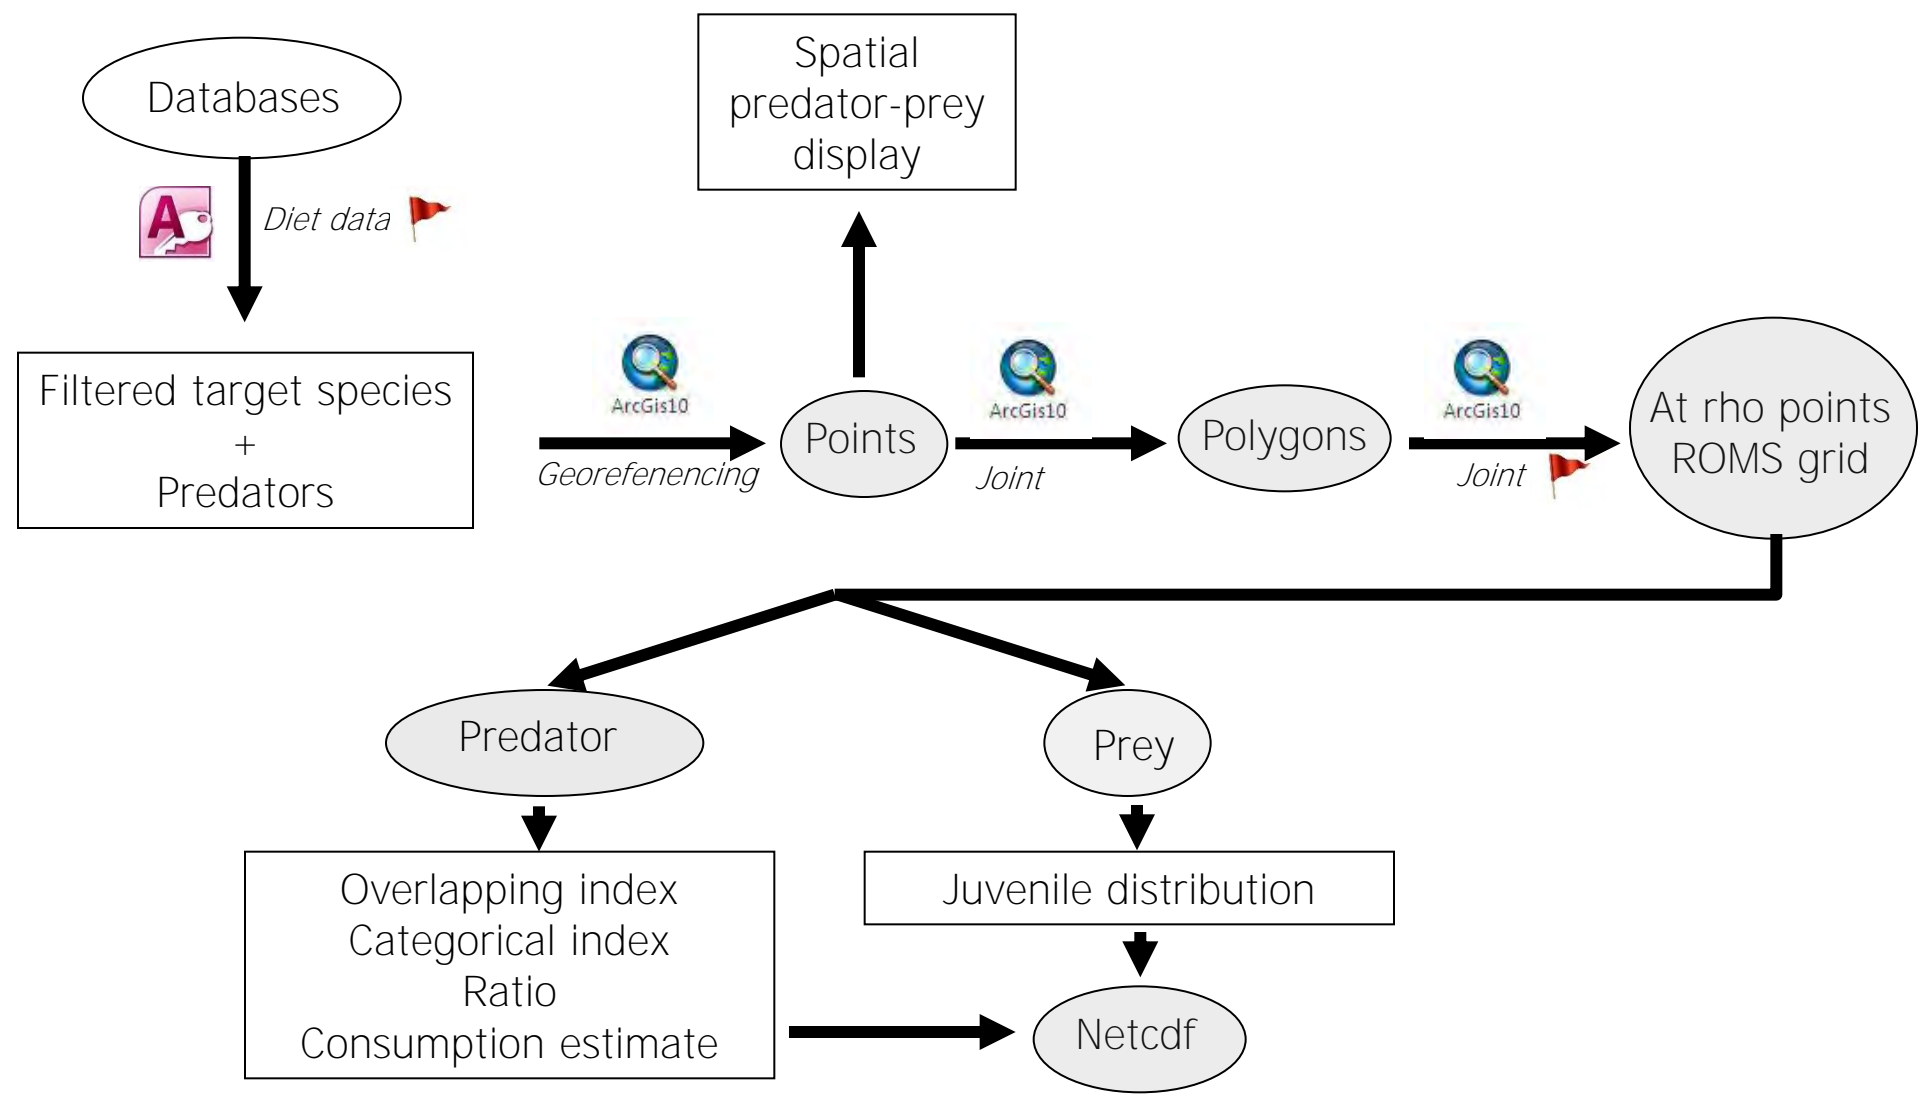 Databases
Spatial
predator-prey
display
A
Diet data
Filtered target species
+
Predators
ArcGis10
Georefenencing
Points
ArcGis10
Joint
Polygons
ArcGis10
Joint
At rho points
ROMS grid
Predator
Prey
Overlapping index
Categorical index
Ratio
Consumption estimate
Juvenile distribution
Netcdf